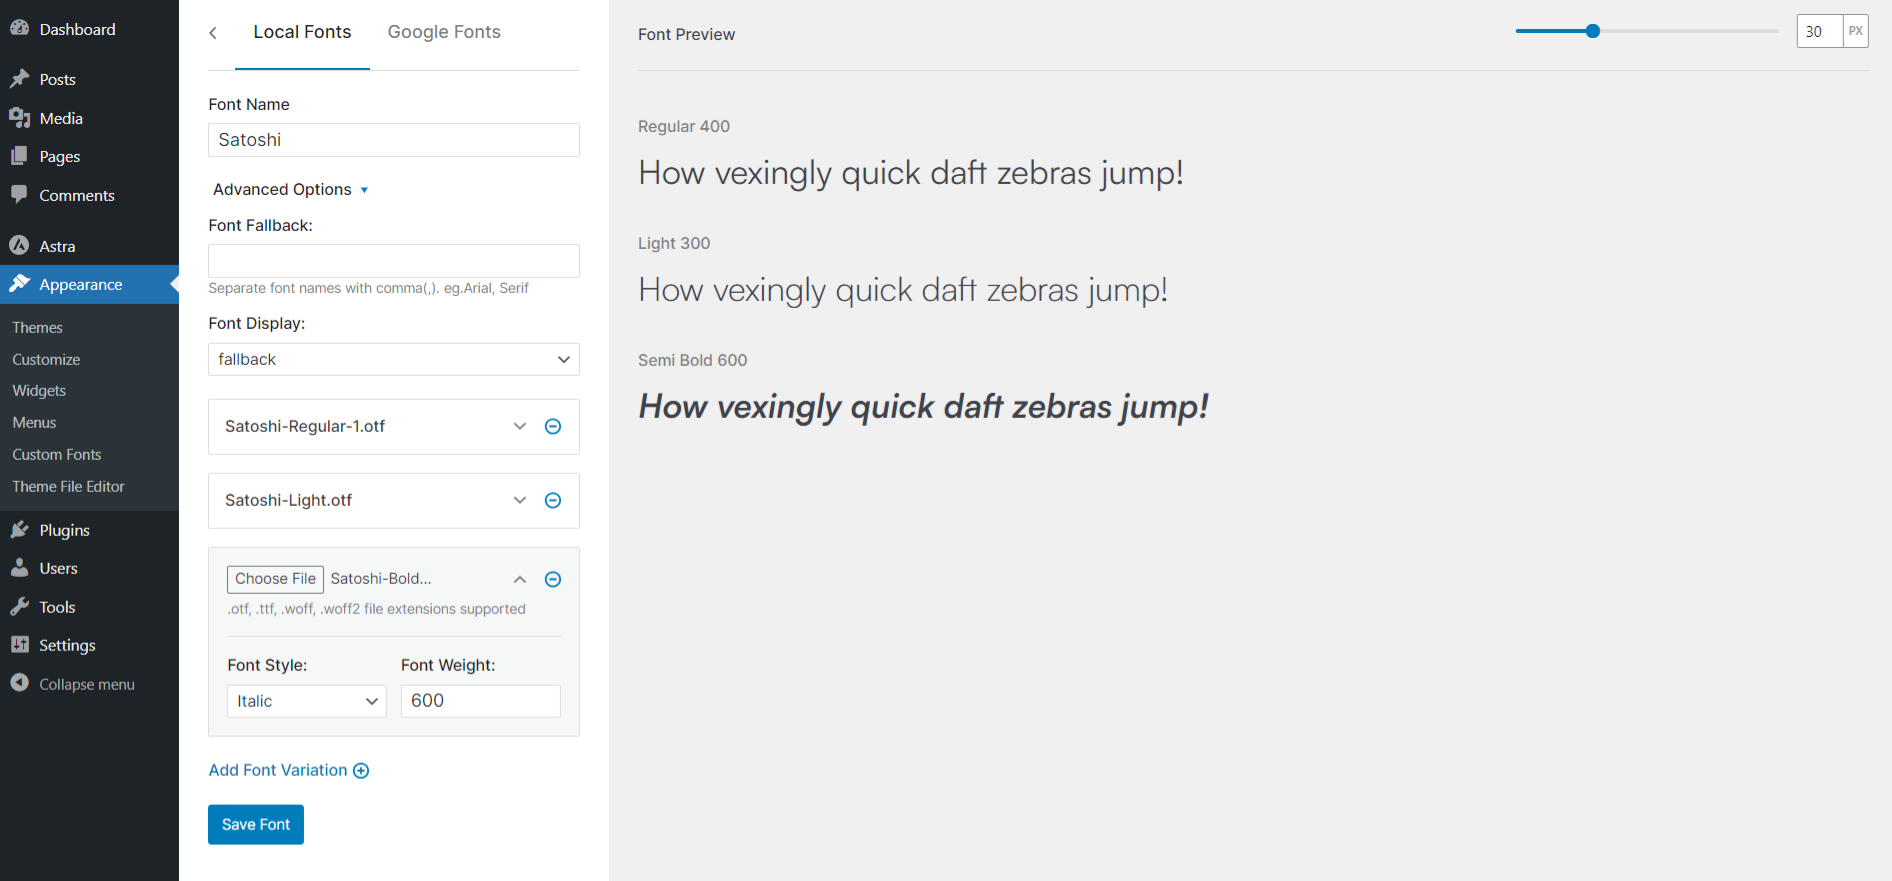 Dashboard
Posts
Media
Pages
Comments
Astra
Appearance
Themes
Customize
Widgets
Menus
Custom Fonts
Theme File Editor
Plugins
Users
Tools
Settings
Collapse menu
Local Fonts Google Fonts
Font Name
Satoshi
Advanced Options
Font Fallback:
Separate font names with comma(,). eg.Arial, Serif
Font Display:
fallback
Satoshi-Regular-1.otf
Satoshi-Light.otf
Choose File Satoshi-Bold...
.otf, .ttf, .woff, .woff2 file extensions supported
Font Style: Font Weight:
Italic 600
Add Font Variation
Save Font
Font Preview 30 PX
Regular 400
How vexingly quick daft zebras jump!
Light 300
How vexingly quick daft zebras jump!
Semi Bold 600
How vexingly quick daft zebras jump!